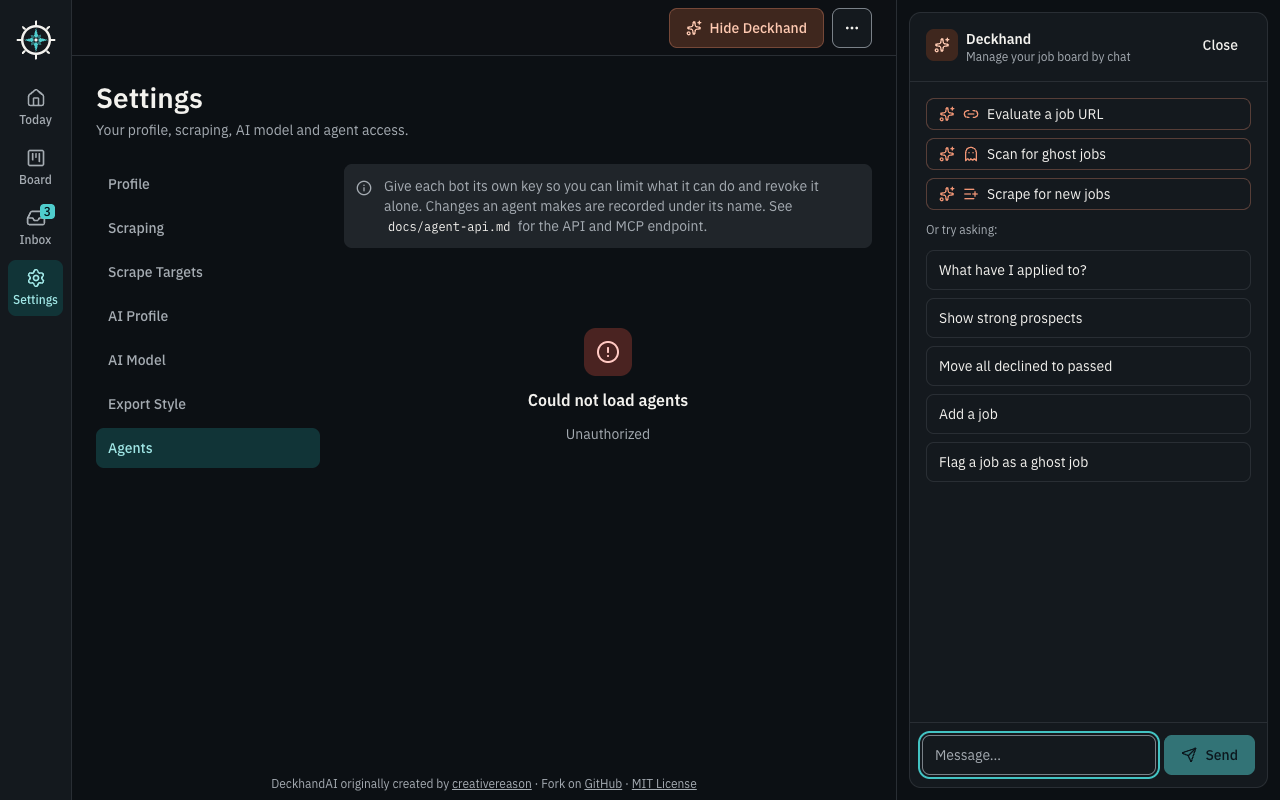 Today
Board
3
Inbox
Settings
Hide Deckhand
Settings
Your profile, scraping, AI model and agent access.
Profile
Scraping
Scrape Targets
AI Profile
AI Model
Export Style
Agents
Give each bot its own key so you can limit what it can do and revoke it
alone. Changes an agent makes are recorded under its name. See
docs/agent-api.md for the API and MCP endpoint.
Could not load agents
Unauthorized
DeckhandAI originally created by creativereason · Fork on GitHub · MIT License
Deckhand
Manage your job board by chat
Close
Evaluate a job URL
Scan for ghost jobs
Scrape for new jobs
Or try asking:
What have I applied to?
Show strong prospects
Move all declined to passed
Add a job
Flag a job as a ghost job
Message...
Send